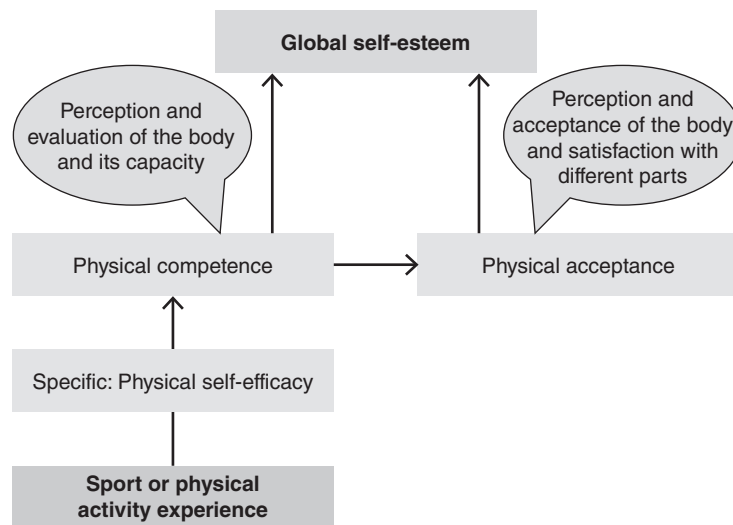 Global self-esteem
Perception and
evaluation of the body
and its capacity
Perception and
acceptance of the body
and satisfaction with
different parts
Physical competence
Physical acceptance
Specific: Physical self-efficacy
Sport or physical
activity experience